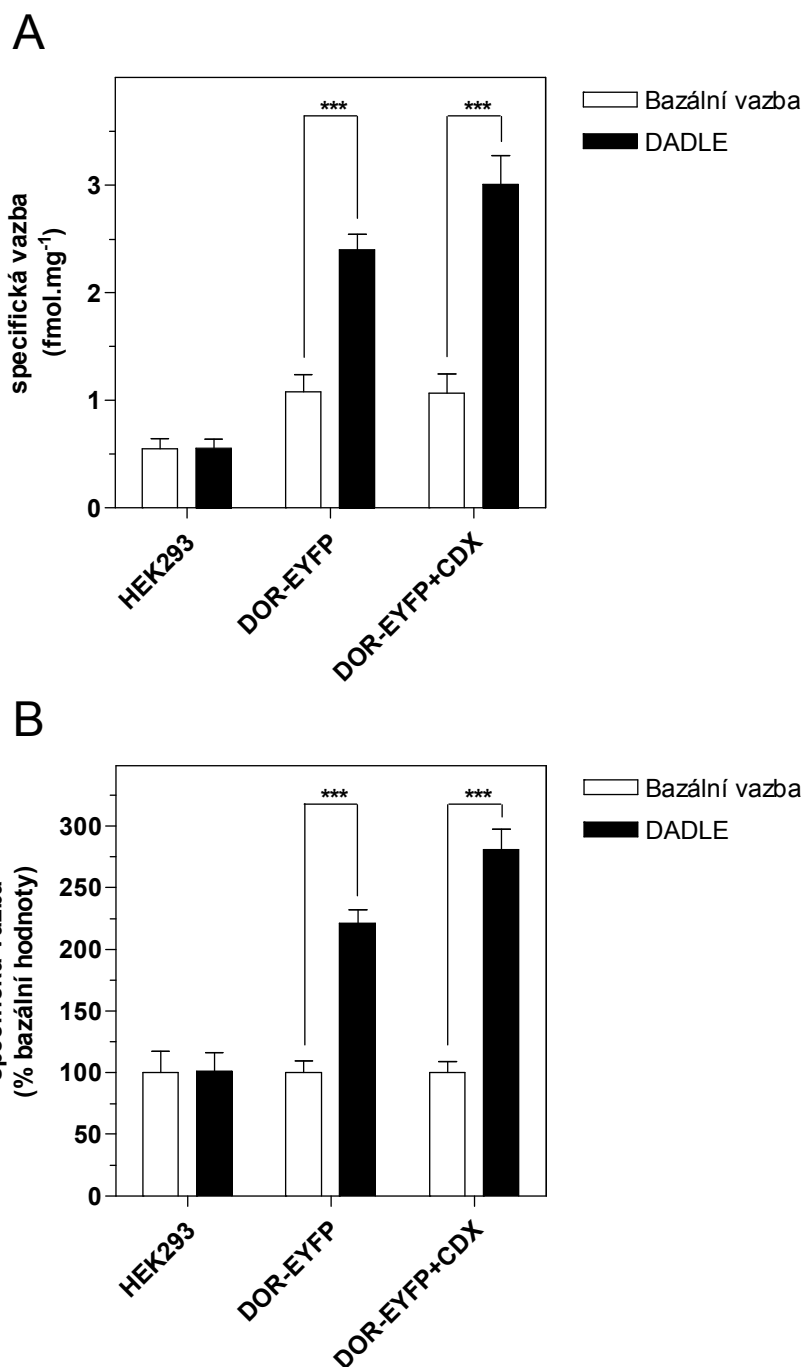 A
*** ***
Bazální vazba
DADLE
specifická vazba
(fmol.mg-1)
3
2
1
0
HEK293
DOR-EYFP
DOR-EYFP+CDX
B
*** ***
Bazální vazba
DADLE
(% bazální hodnoty)
300
250
200
150
100
50
0
HEK293
DOR-EYFP
DOR-EYFP+CDX